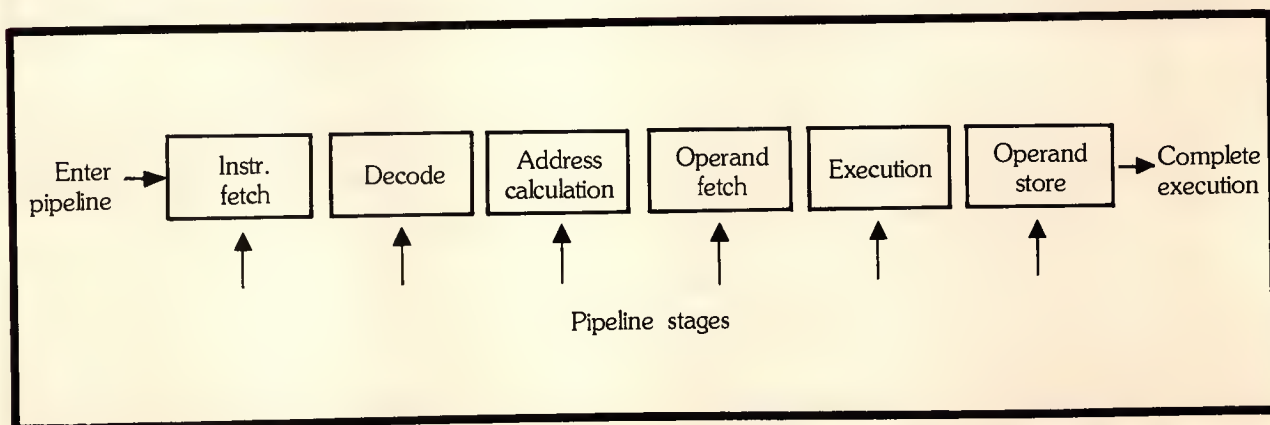 Enter
pipeline
Instr.
fetch
Decode
Address
calculation
Operand
fetch
Execution
Operand
store
Complete
execution
Pipeline stages